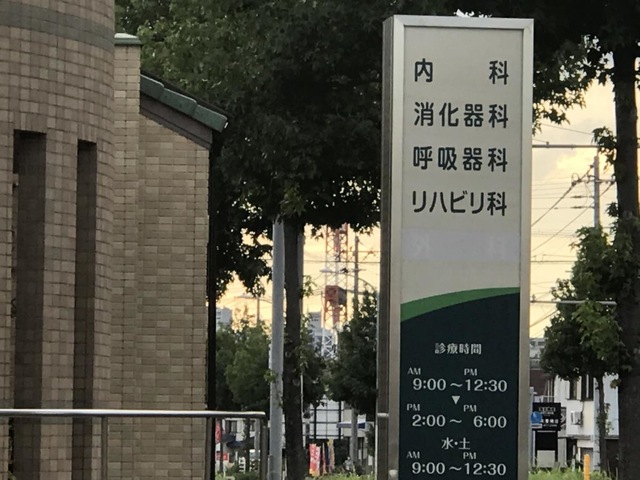 内科
消化器科
呼吸器科
リハビリ科
診療時間
AM PM
9:00～12:30
▼
PM PM
2:00～6:00
水・土
AM PM
9:00～12:30